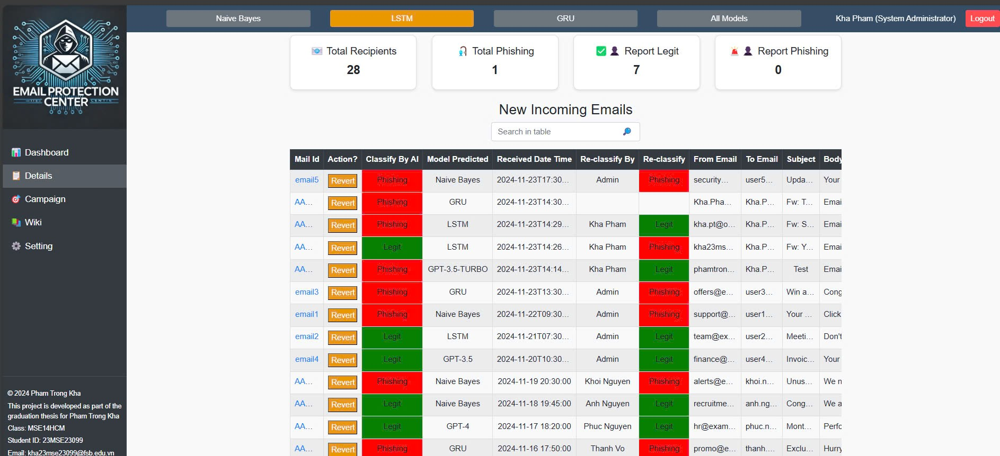 Naive Bayes LSTM GRU All Models Kha Pham (System Administrator) Logout
EMAIL PROTECTION
CENTER
Total Recipients
28
Total Phishing
1
Report Legit
7
Report Phishing
0
New Incoming Emails
Search in table
Dashboard
Details
Campaign
Wiki
Setting
Mail Id Action? Classify By AI Model Predicted Received Date Time Re-classify By Re-classify From Email To Email Subject Body
email5 Revert Phishing Naive Bayes 2024-11-23T17:30... Admin Phishing security... user5... Upda... Your
AA... Revert Phishing GRU 2024-11-23T14:30... Kha.Pha... Kha.P... Fw: T... Emai
AA... Revert Phishing LSTM 2024-11-23T14:29... Kha Pham Legit kha.pt@o... Kha.P... Fw: S... Emai
AA... Revert Legit LSTM 2024-11-23T14:26... Kha Pham Phishing kha23ms... Kha.P... Fw: Y... Emai
AA... Revert Phishing GPT-3.5-TURBO 2024-11-23T14:14... Kha Pham Legit phamtron... Kha.P... Test Emai
email3 Revert Phishing GRU 2024-11-23T13:30... Admin Phishing offers@e... user3... Win a... Cong
email1 Revert Phishing Naive Bayes 2024-11-22T09:30... Admin Phishing support@... user1... Your ... Click
email2 Revert Legit LSTM 2024-11-21T07:30... Admin Legit team@ex... user2... Meeti... Don't
email4 Revert Legit GPT-3.5 2024-11-20T10:30... Admin Legit finance@... user4... Invoic... Your
AA... Revert Phishing Naive Bayes 2024-11-19 20:30:00 Khoi Nguyen Phishing alerts@e... khoi.n... Unus... We n
AA... Revert Legit Naive Bayes 2024-11-18 19:45:00 Anh Nguyen Legit recruitme... anh.ng... Cong... We a
AA... Revert Legit GPT-4 2024-11-17 18:20:00 Phuc Nguyen Legit hr@exam... phuc.n... Mont... Perfo
AA... Revert Phishing GRU 2024-11-16 17:50:00 Thanh Vo Phishing promo@e... thanh.... Exclu... Hurry
© 2024 Pham Trong Kha
This project is developed as part of the
graduation thesis for Pham Trong Kha
Class: MSE14HCM
Student ID: 23MSE23099
Email: kha23mse23099@fsb.edu.vn